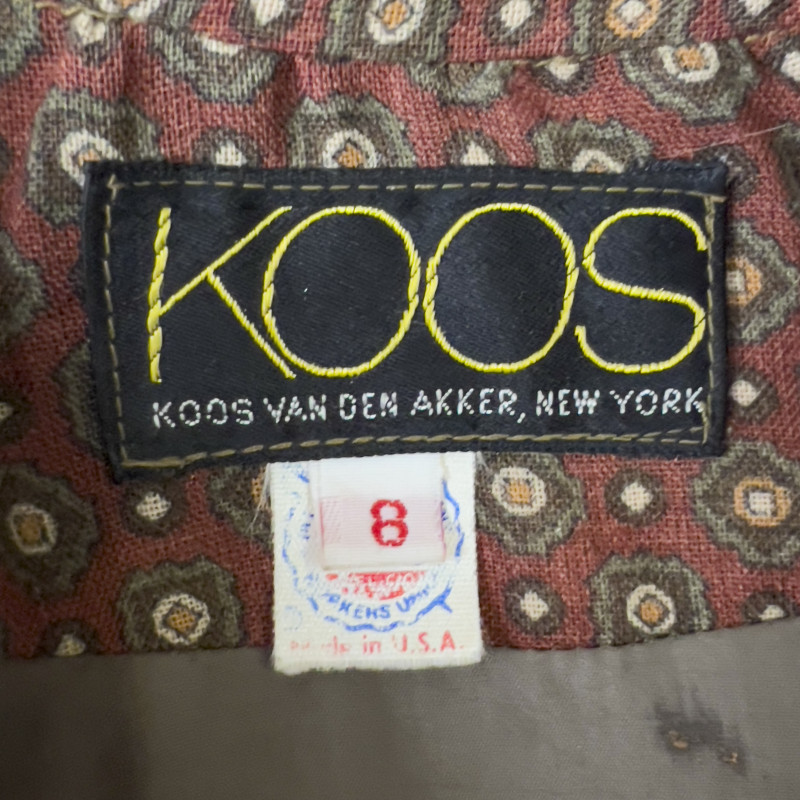 KOOS
KOOS VAN DEN AKKER, NEW YORK
8
Made in U.S.A.